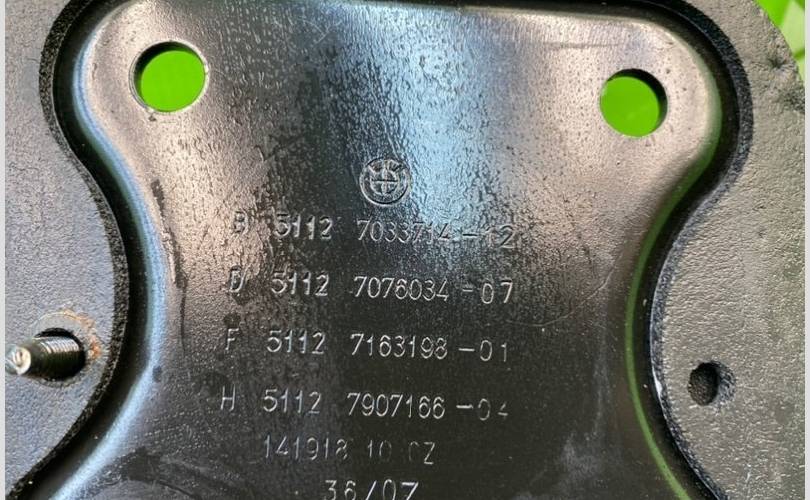 B 5112 7033714-12
D 5112 7076034-07
F 5112 7163198-01
H 5112 7907166-04
141918 10 CZ
36/07